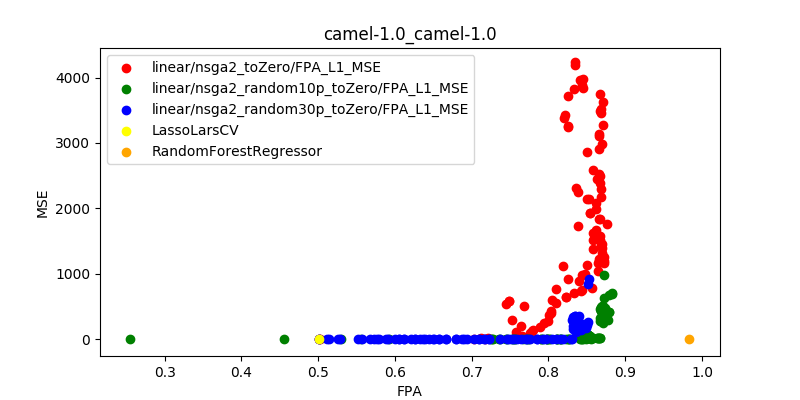 camel-1.0_camel-1.0
linear/nsga2_toZero/FPA_L1_MSE
linear/nsga2_random10p_toZero/FPA_L1_MSE
linear/nsga2_random30p_toZero/FPA_L1_MSE
LassoLarsCV
RandomForestRegressor
MSE
4000
3000
2000
1000
0
0.3 0.4 0.5 0.6 0.7 0.8 0.9 1.0
FPA